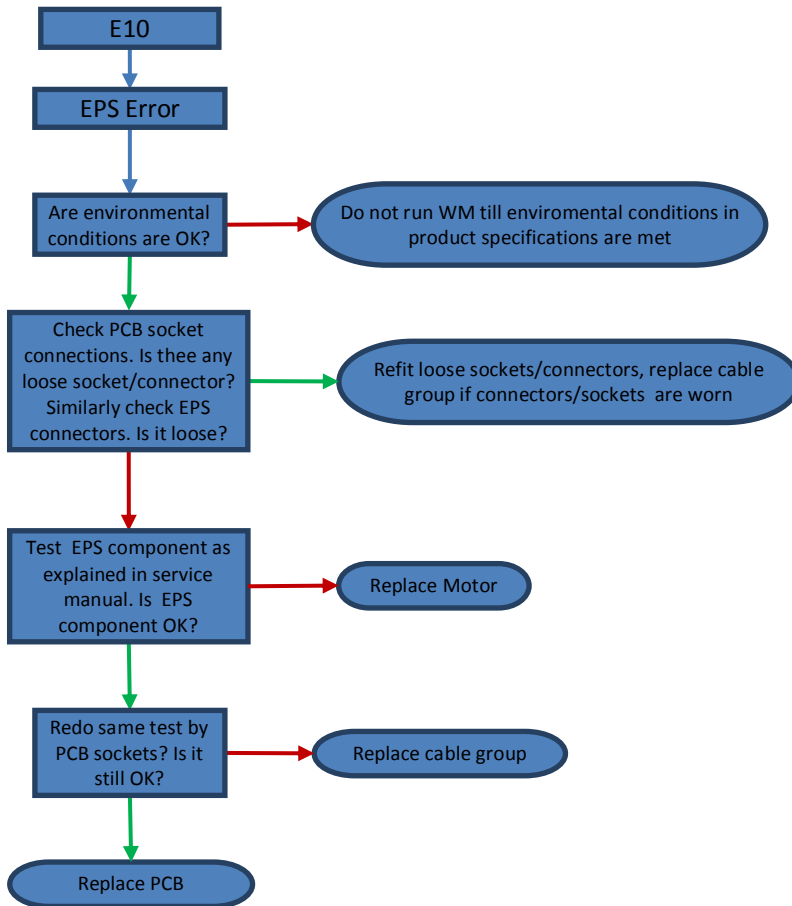 E10
EPS Error
Are environmental
conditions are OK?
Do not run WM till enviromental conditions in
product specifications are met
Check PCB socket
connections. Is thee any
loose socket/connector?
Similarly check EPS
connectors. Is it loose?
Refit loose sockets/connectors, replace cable
group if connectors/sockets  are worn
Test  EPS component as
explained in service
manual. Is  EPS
component OK?
Replace Motor
Redo same test by
PCB sockets? Is it
still OK?
Replace cable group
Replace PCB